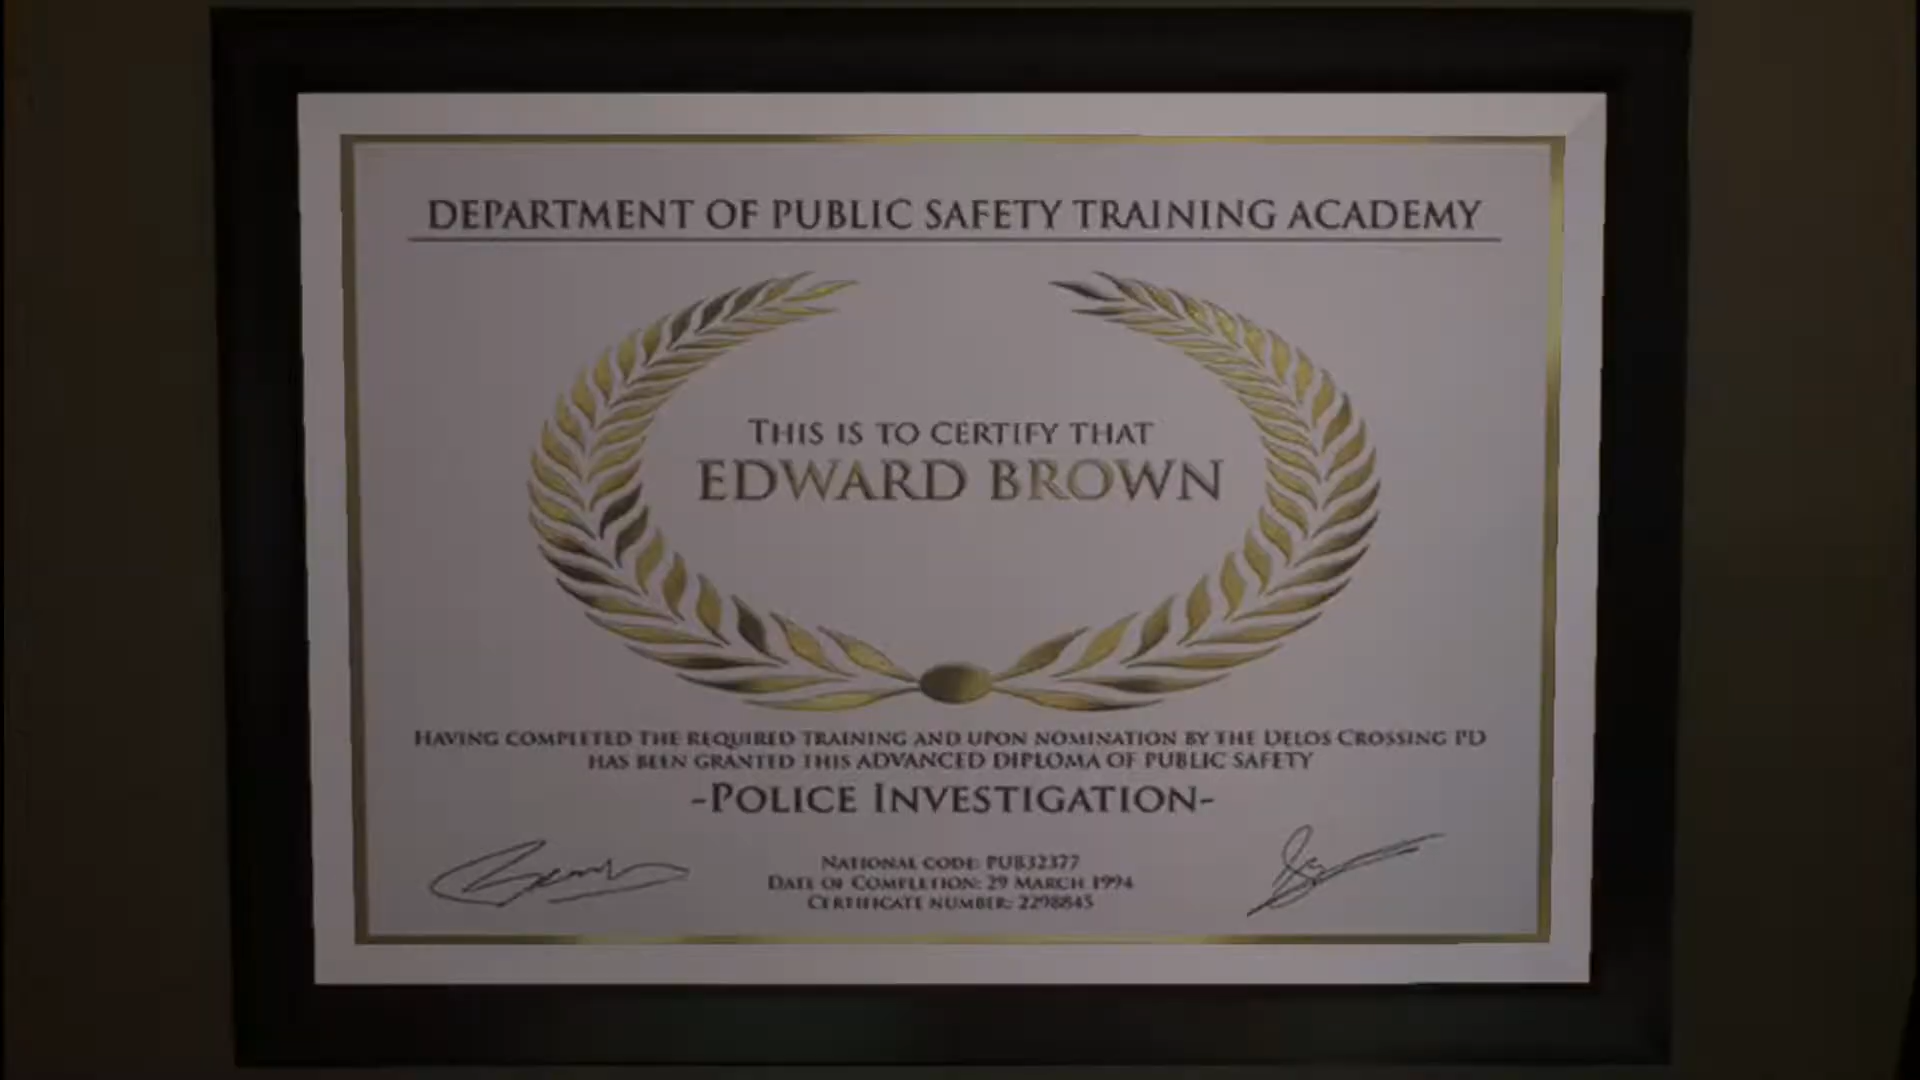 DEPARTMENT OF PUBLIC SAFETY TRAINING ACADEMY
THIS IS TO CERTIFY THAT
EDWARD BROWN
HAVING COMPLETED THE REQUIRED TRAINING AND UPON NOMINATION BY THE DELOS CROSSING PD
HAS BEEN GRANTED THIS ADVANCED DIPLOMA OF PUBLIC SAFETY
-POLICE INVESTIGATION-
NATIONAL CODE: PUB32377
DATE OF COMPLETION: 29 MARCH 1994
CERTIFICATE NUMBER: 2298845